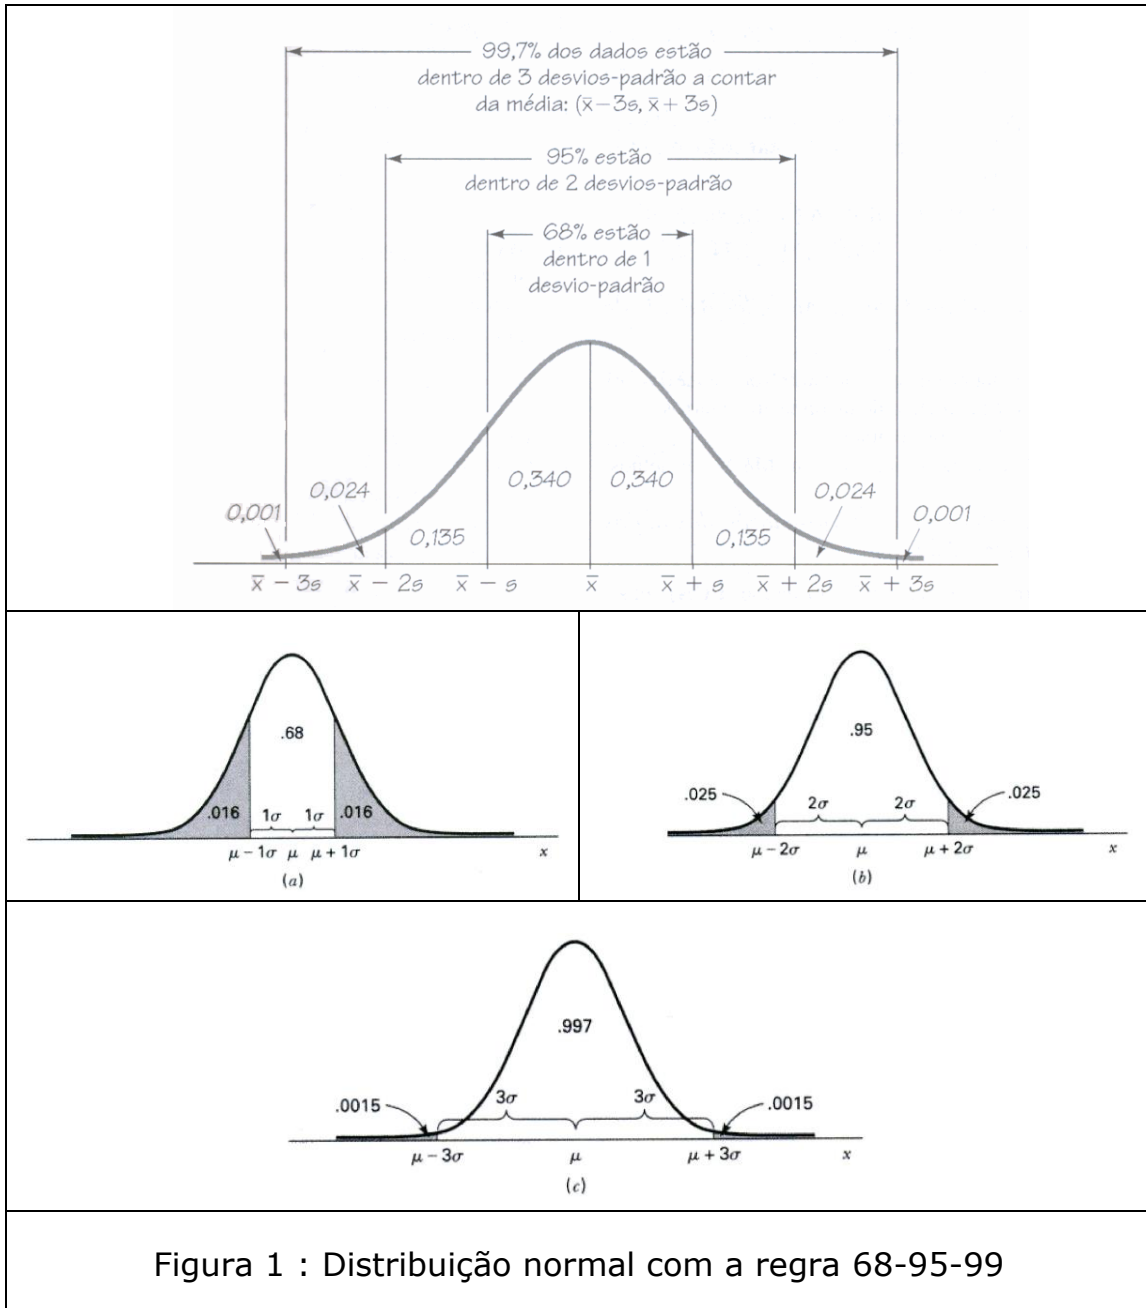 99,7% dos dados estão
dentro de 3 desvios-padrão a contar
da média: (x̄ − 3s, x̄ + 3s)
95% estão
dentro de 2 desvios-padrão
68% estão
dentro de 1
desvio-padrão
0,001 0,024 0,135 0,340 0,340 0,135 0,024 0,001
x̄ − 3s x̄ − 2s x̄ − s x̄ x̄ + s x̄ + 2s x̄ + 3s
.68
.016 1σ 1σ .016
μ − 1σ μ μ + 1σ x
(a)
.95
.025 2σ 2σ .025
μ − 2σ μ μ + 2σ x
(b)
.997
.0015 3σ 3σ .0015
μ − 3σ μ μ + 3σ x
(c)
Figura 1 : Distribuição normal com a regra 68-95-99